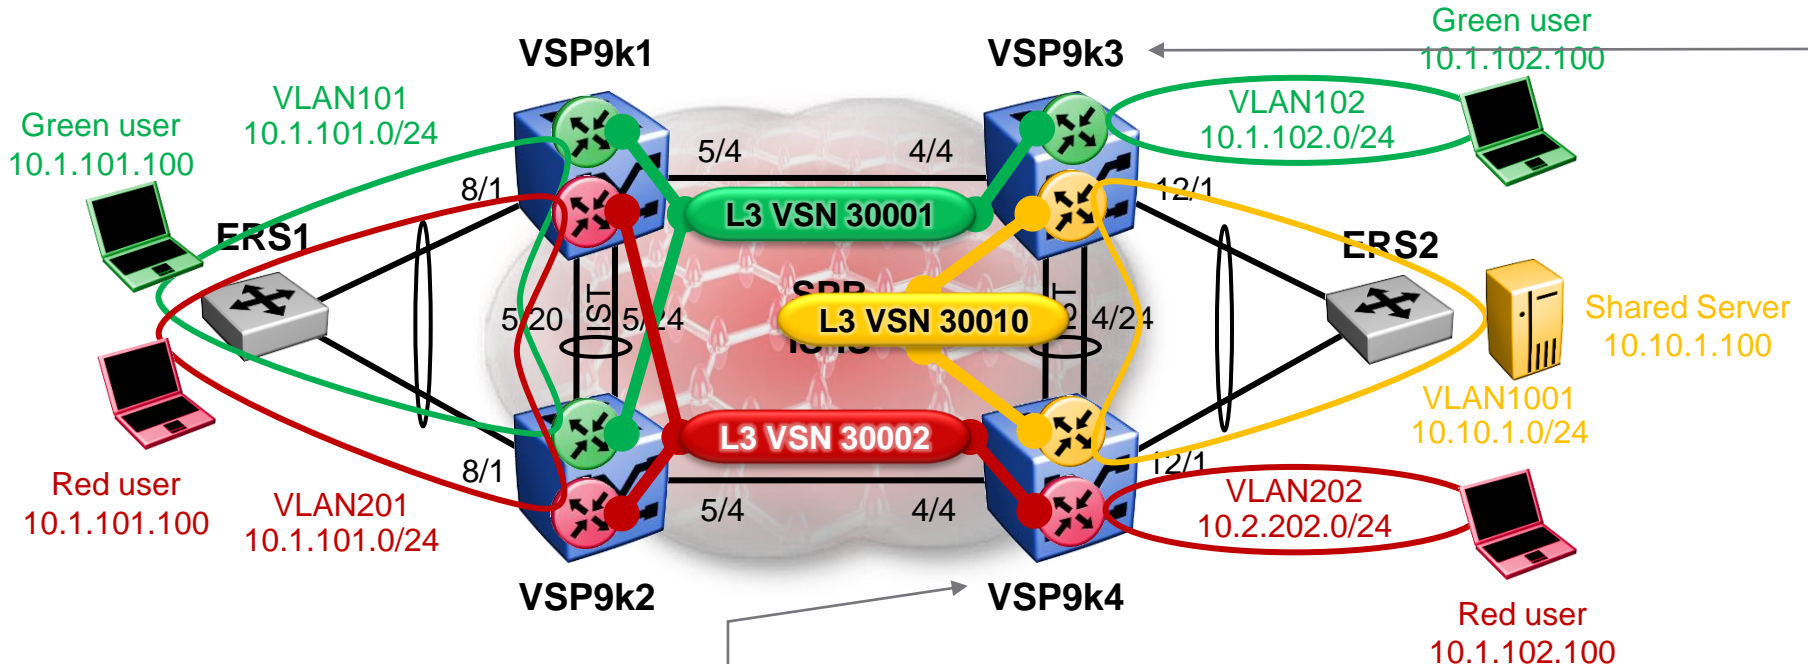 Green user
10.1.102.100
VSP9k1
VSP9k3
VLAN101
10.1.101.0/24
VLAN102
10.1.102.0/24
Green user
10.1.101.100
5/4
4/4
8/1
12/1
L3 VSN 30001
ERS1
ERS2
SPB
5/20
IST
5/24
L3 VSN 30010
4/24
Shared Server
10.10.1.100
VLAN1001
10.10.1.0/24
L3 VSN 30002
8/1
12/1
Red user
10.1.101.100
VLAN201
10.1.101.0/24
5/4
4/4
VLAN202
10.2.202.0/24
VSP9k2
VSP9k4
Red user
10.1.102.100